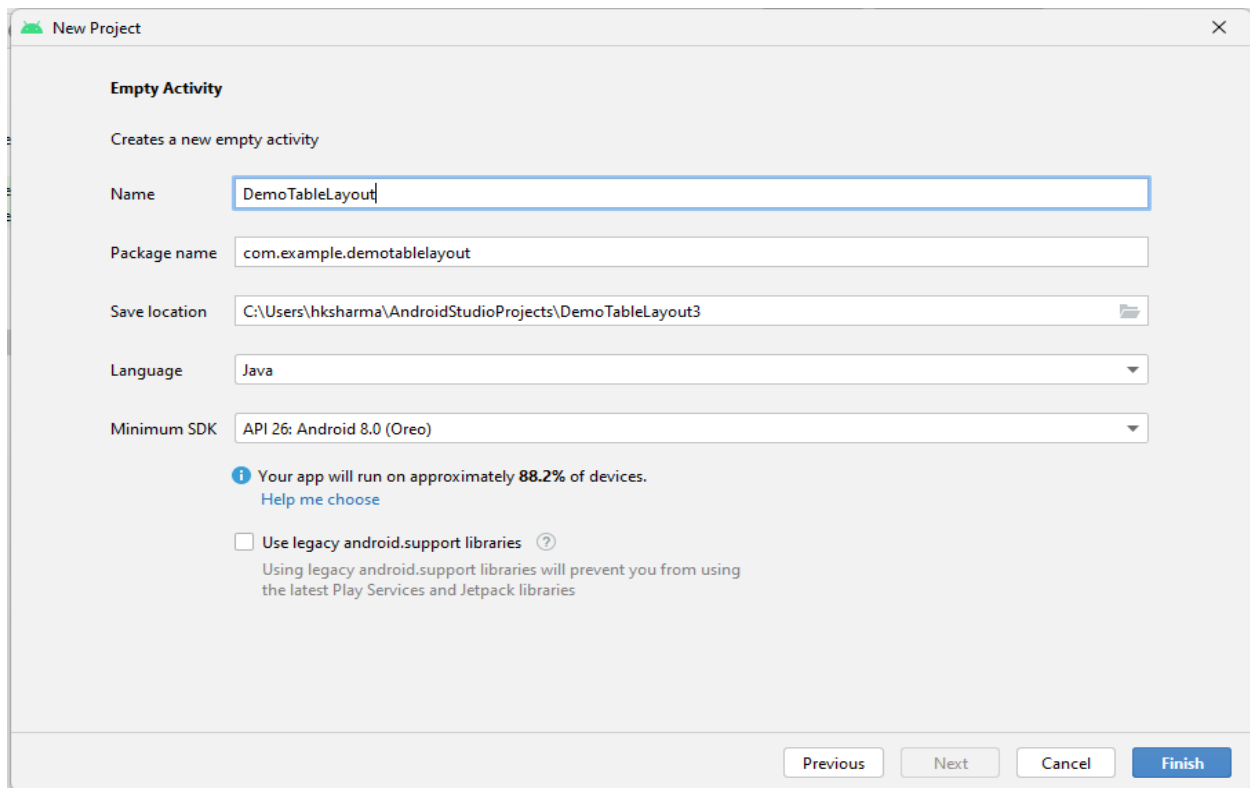 New Project
Empty Activity
Creates a new empty activity
Name DemoTableLayout
Package name com.example.demotablelayout
Save location C:\Users\hksharma\AndroidStudioProjects\DemoTableLayout3
Language Java
Minimum SDK API 26: Android 8.0 (Oreo)
Your app will run on approximately 88.2% of devices.
Help me choose
Use legacy android.support libraries ?
Using legacy android.support libraries will prevent you from using
the latest Play Services and Jetpack libraries
Previous Next Cancel Finish